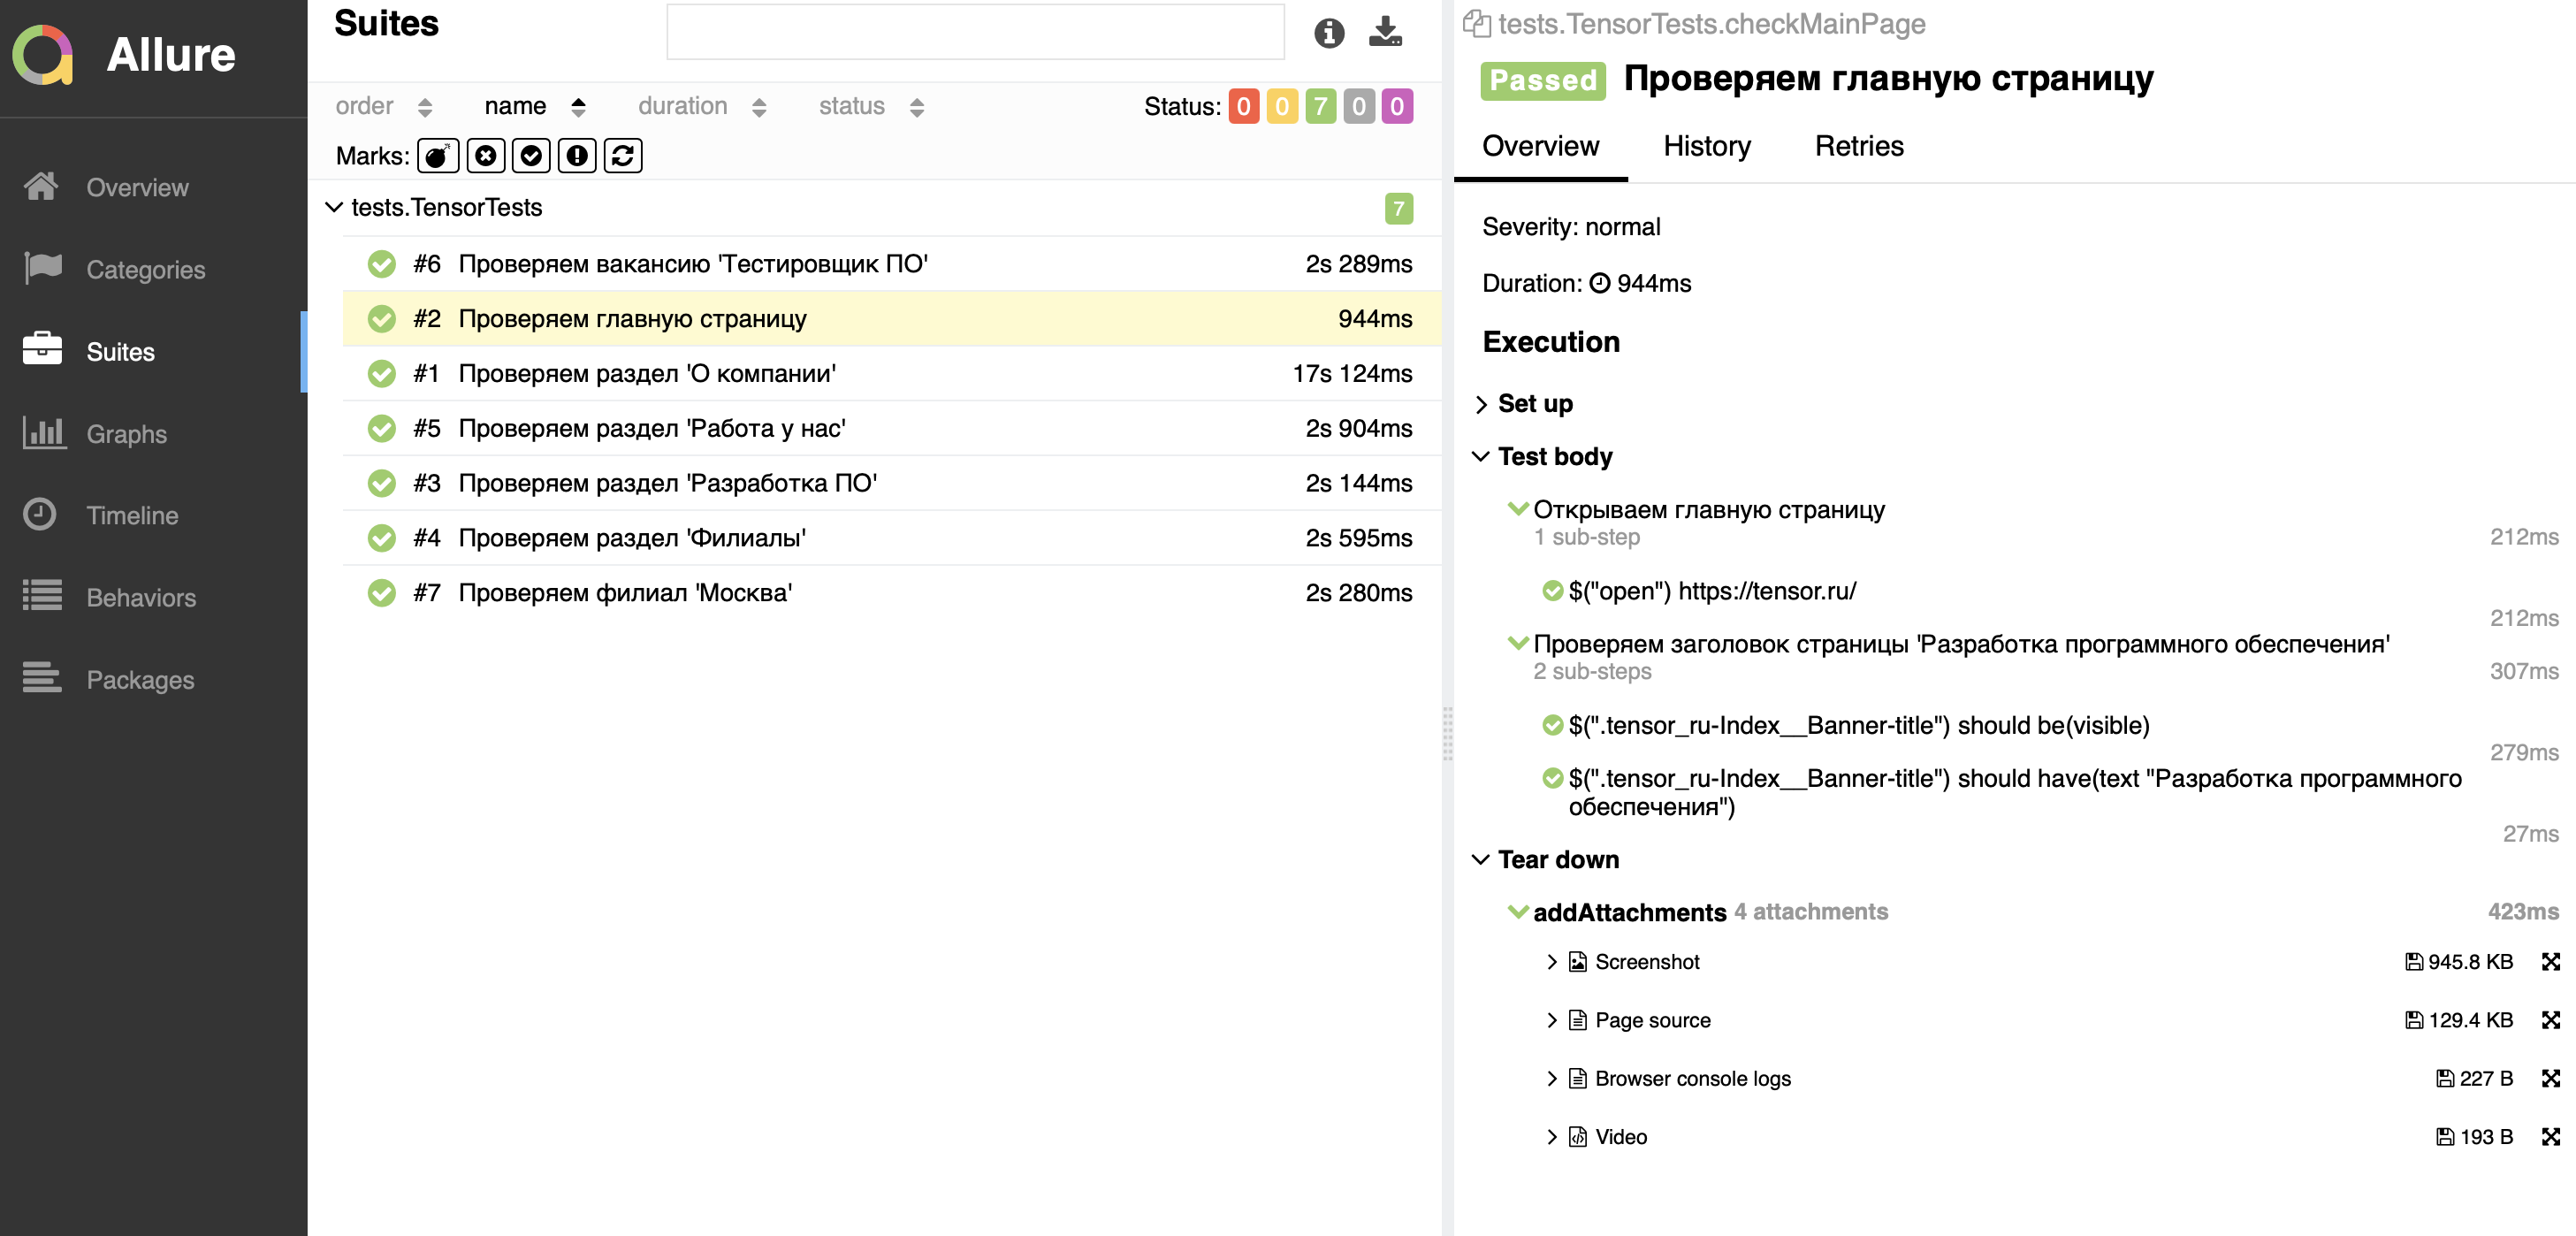 Allure
Overview
Categories
Suites
Graphs
Timeline
Behaviors
Packages
Suites
order name duration status Status: 0 0 7 0 0
Marks:
tests.TensorTests 7
#6 Проверяем вакансию 'Тестировщик ПО' 2s 289ms
#2 Проверяем главную страницу 944ms
#1 Проверяем раздел 'О компании' 17s 124ms
#5 Проверяем раздел 'Работа у нас' 2s 904ms
#3 Проверяем раздел 'Разработка ПО' 2s 144ms
#4 Проверяем раздел 'Филиалы' 2s 595ms
#7 Проверяем филиал 'Москва' 2s 280ms
tests.TensorTests.checkMainPage
Passed Проверяем главную страницу
Overview History Retries
Severity: normal
Duration: 944ms
Execution
Set up
Test body
Открываем главную страницу
1 sub-step 212ms
$("open") https://tensor.ru/
212ms
Проверяем заголовок страницы 'Разработка программного обеспечения'
2 sub-steps 307ms
$(".tensor_ru-Index__Banner-title") should be(visible)
279ms
$(".tensor_ru-Index__Banner-title") should have(text "Разработка программного
обеспечения")
27ms
Tear down
addAttachments 4 attachments 423ms
Screenshot 945.8 KB
Page source 129.4 KB
Browser console logs 227 B
Video 193 B